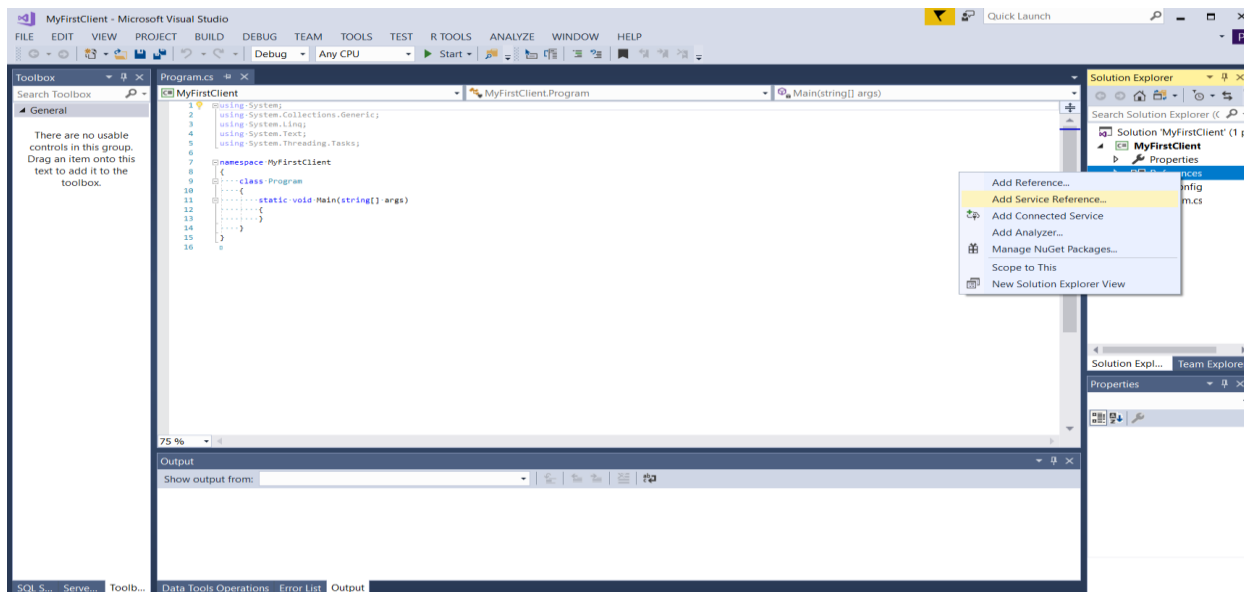 MyFirstClient - Microsoft Visual Studio
Quick Launch
FILE EDIT VIEW PROJECT BUILD DEBUG TEAM TOOLS TEST R TOOLS ANALYZE WINDOW HELP
Debug Any CPU Start
Toolbox
Search Toolbox
General
There are no usable
controls in this group.
Drag an item onto this
text to add it to the
toolbox.
Program.cs
MyFirstClient MyFirstClient.Program Main(string[] args)
1 using System;
2 using System.Collections.Generic;
3 using System.Linq;
4 using System.Text;
5 using System.Threading.Tasks;
6
7 namespace MyFirstClient
8 {
9 class Program
10 {
11 static void Main(string[] args)
12 {
13 }
14 }
15 }
16
75 %
Add Reference...
Add Service Reference...
Add Connected Service
Add Analyzer...
Manage NuGet Packages...
Scope to This
New Solution Explorer View
Solution Explorer
Search Solution Explorer (C
Solution 'MyFirstClient' (1 p
C# MyFirstClient
Properties
nces
nfig
m.cs
Solution Expl... Team Explore
Properties
Output
Show output from:
SQL S... Serve... Toolb... Data Tools Operations Error List Output